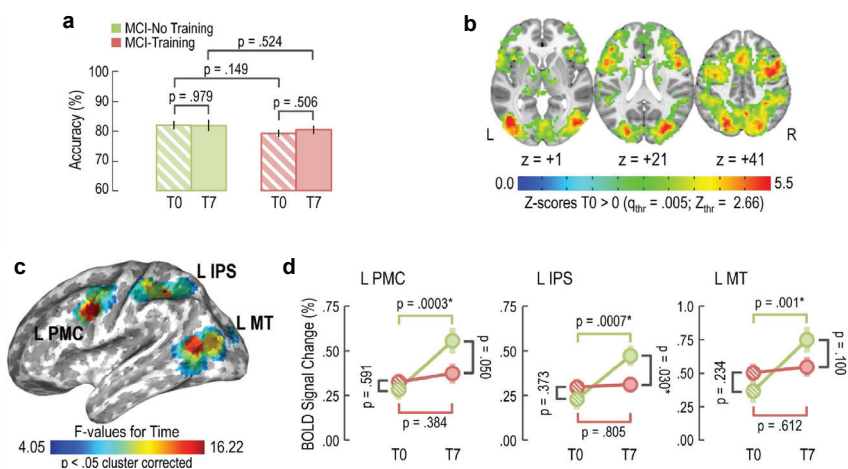 a
MCI-No Training
MCI-Training
p = .524
p = .149
p = .979
p = .506
Accuracy (%)
100
90
80
70
60
T0
T7
T0
T7
b
L
R
z = +1
z = +21
z = +41
0.0
5.5
Z-scores T0 > 0 (qthr = .005; Zthr = 2.66)
c
L IPS
L PMC
L MT
F-values for Time
4.05
16.22
p < .05 cluster corrected
d
L PMC
BOLD Signal Change (%)
.75
.50
.25
.00
p = .0003*
p = .591
p = .050
p = .384
T0
T7
L IPS
.75
.50
.25
.00
p = .0007*
p = .373
p = .030*
p = .805
T0
T7
L MT
1.0
.75
.50
.25
.00
p = .001*
p = .234
p = .100
p = .612
T0
T7